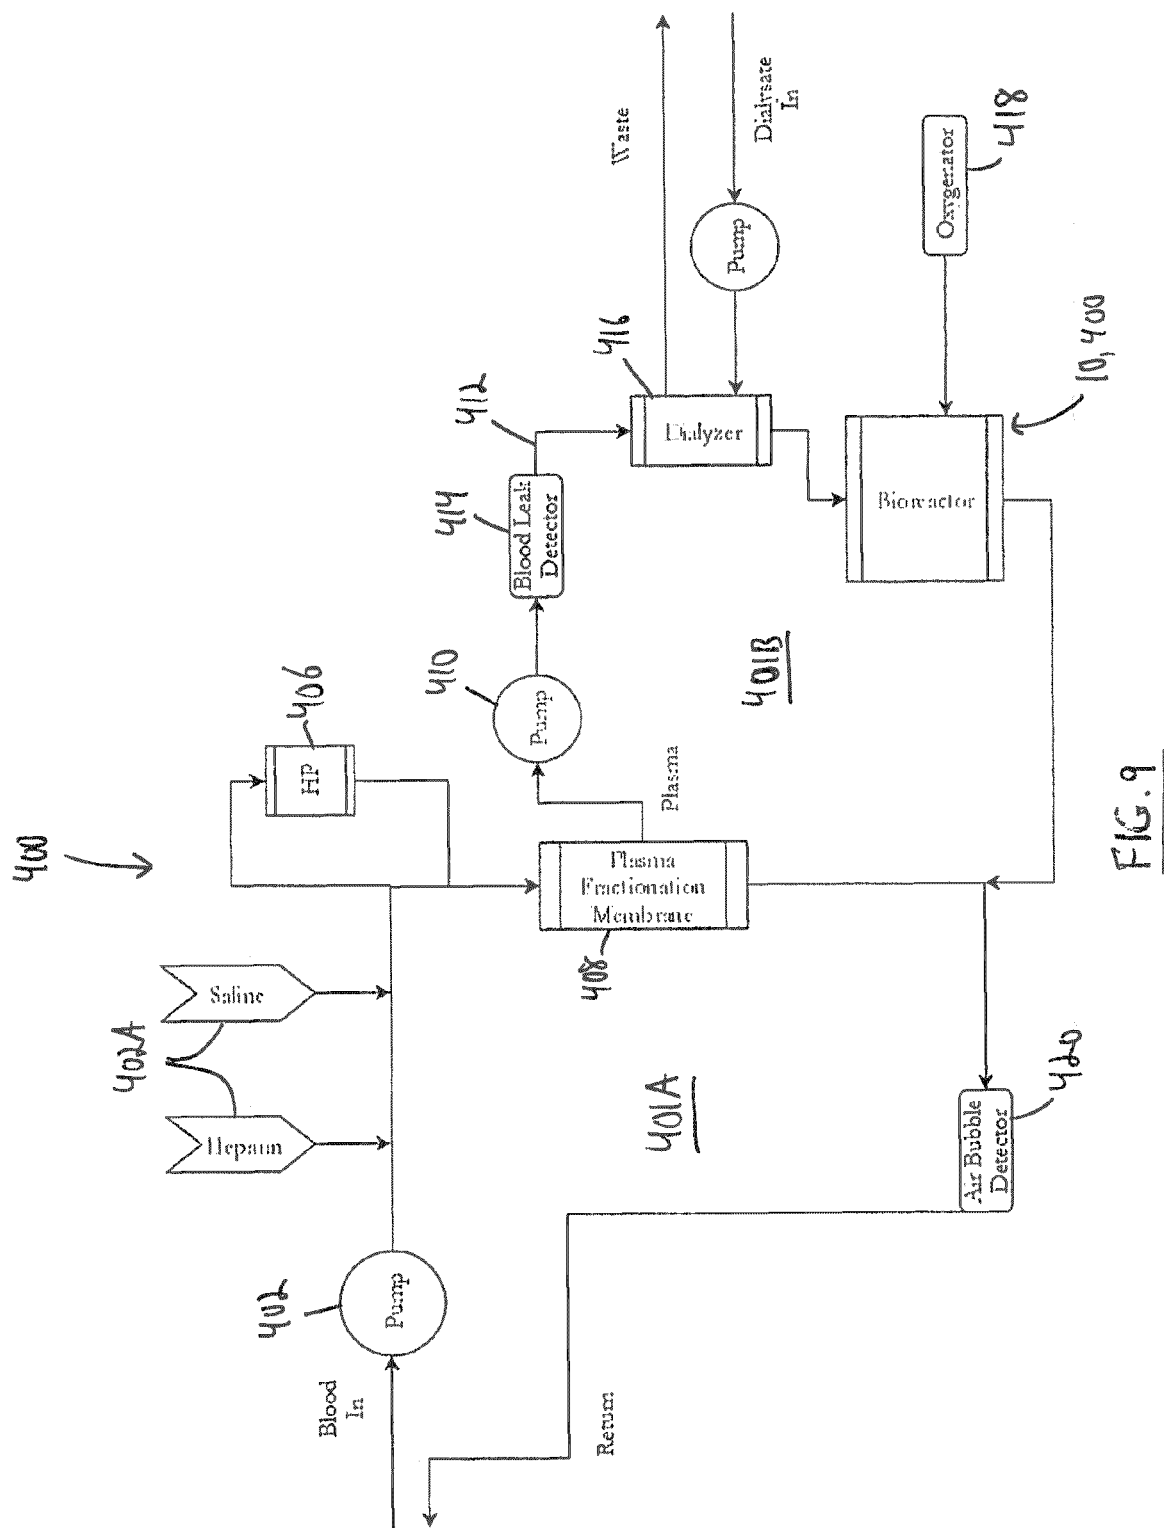 400
402A
Heparin
Saline
HP
406
Blood
In
402
Pump
Plasma
Fractionation
Membrane
408
Plasma
410
Pump
414
Blood Leak
Detector
412
416
Dialyzer
Waste
Pump
Dialysate
In
401A
401B
Bioreactor
Oxygenator
418
10, 400
Return
Air Bubble
Detector
420
FIG. 9